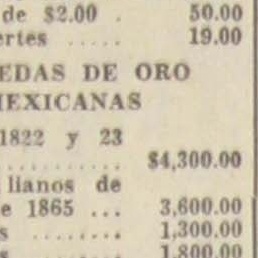 de $2.00 . 50.00
ertes ..... 19.00
EDAS DE ORO
MEXICANAS
1822 y 23
......... $4,300.00
llanos de
e 1865 ... 3,600.00
s ........ 1,300.00
s ........ 1,800.00